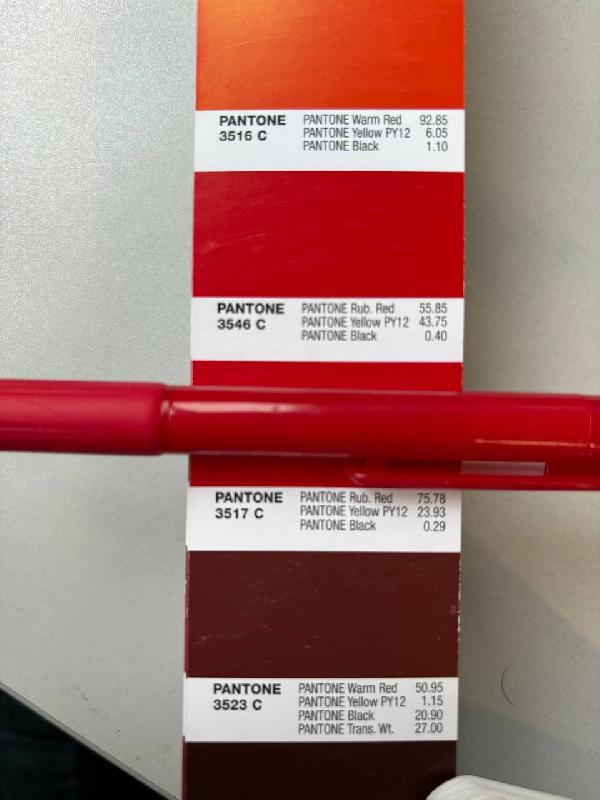 PANTONE
3516 C
PANTONE Warm Red 92.85
PANTONE Yellow PY12 6.05
PANTONE Black 1.10
PANTONE
3546 C
PANTONE Rub. Red 55.85
PANTONE Yellow PY12 43.75
PANTONE Black 0.40
PANTONE
3517 C
PANTONE Rub. Red 75.78
PANTONE Yellow PY12 23.93
PANTONE Black 0.29
PANTONE
3523 C
PANTONE Warm Red 50.95
PANTONE Yellow PY12 1.15
PANTONE Black 20.90
PANTONE Trans. Wt. 27.00